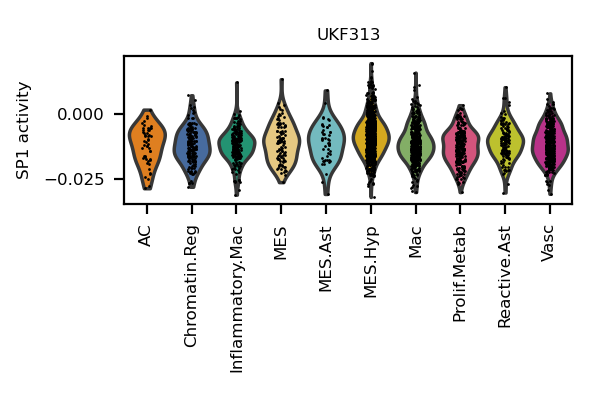 UKF313
SP1 activity
0.000
−0.025
AC
Chromatin.Reg
Inflammatory.Mac
MES
MES.Ast
MES.Hyp
Mac
Prolif.Metab
Reactive.Ast
Vasc